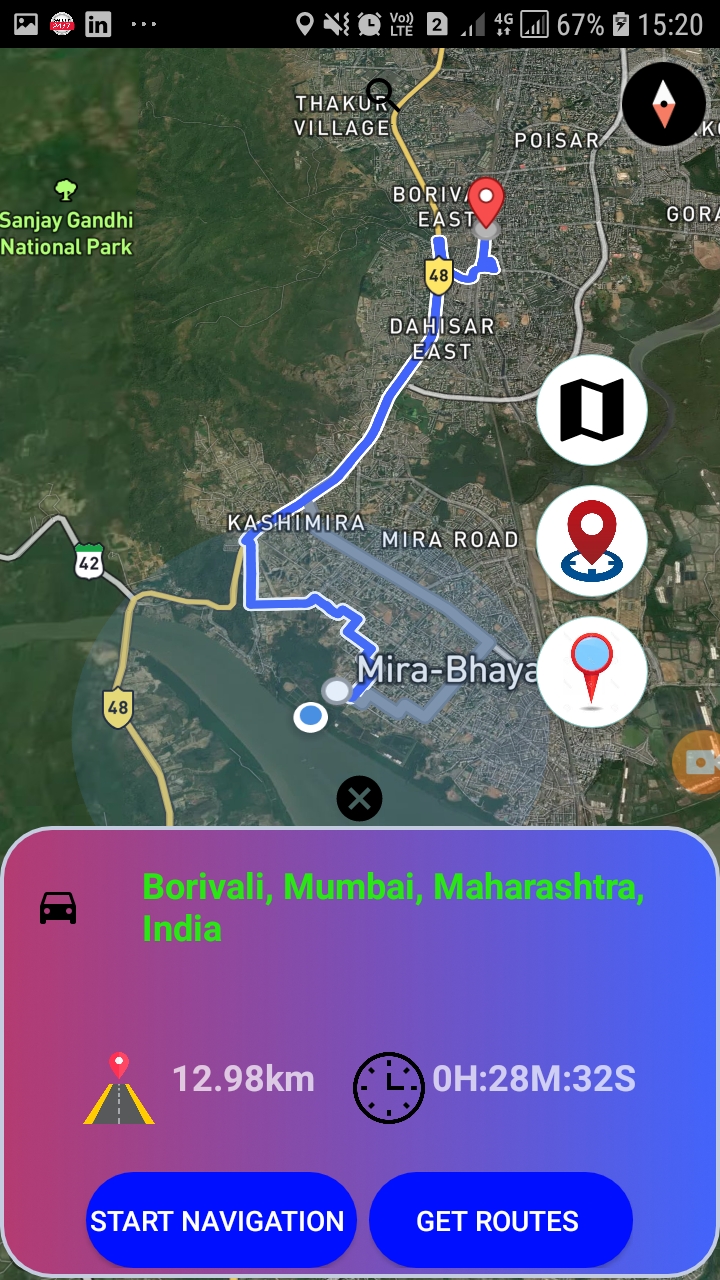 Vo))
LTE
2
4G
67%
15:20
THAKUR
VILLAGE
POISAR
Sanjay Gandhi
National Park
EAST
48
DAHISAR
EAST
KASHIMIRA
MIRA ROAD
42
Mira-Bhaya
48
Borivali, Mumbai, Maharashtra,
India
12.98km
0H:28M:32S
START NAVIGATION
GET ROUTES